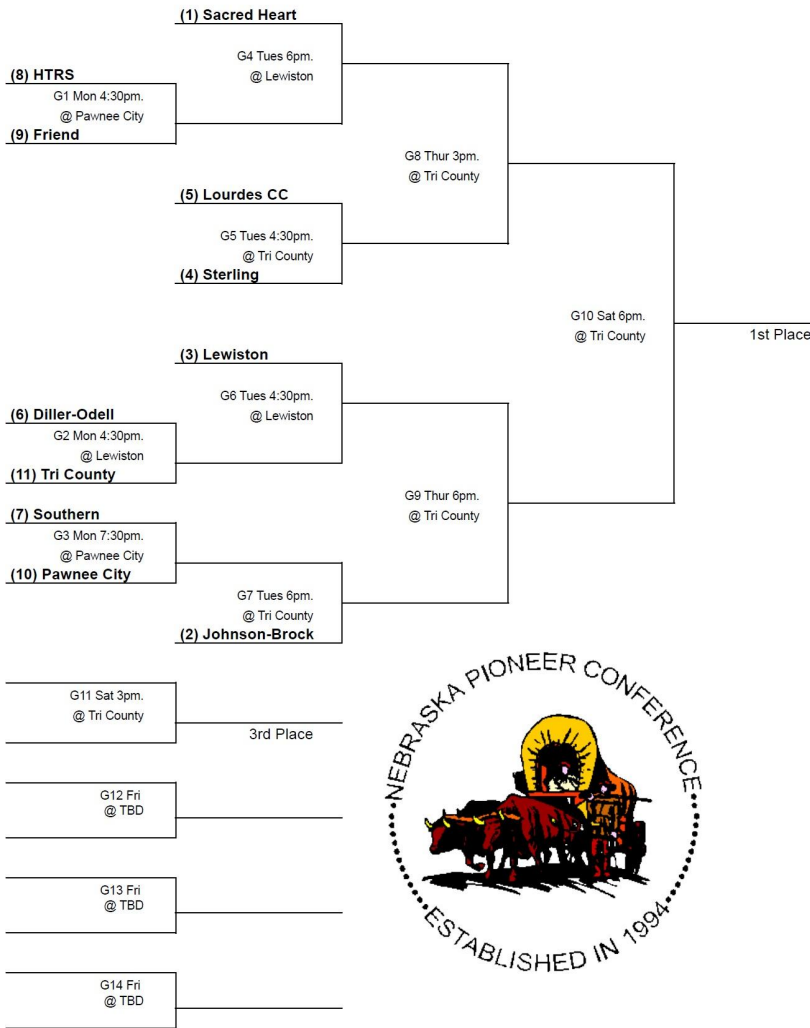 (1) Sacred Heart
G4 Tues 6pm.
@ Lewiston
(8) HTRS
G1 Mon 4:30pm.
@ Pawnee City
(9) Friend
G8 Thur 3pm.
@ Tri County
(5) Lourdes CC
G5 Tues 4:30pm.
@ Tri County
(4) Sterling
G10 Sat 6pm.
@ Tri County
1st Place
(3) Lewiston
G6 Tues 4:30pm.
@ Lewiston
(6) Diller-Odell
G2 Mon 4:30pm.
@ Lewiston
(11) Tri County
G9 Thur 6pm.
@ Tri County
(7) Southern
G3 Mon 7:30pm.
@ Pawnee City
(10) Pawnee City
G7 Tues 6pm.
@ Tri County
(2) Johnson-Brock
G11 Sat 3pm.
@ Tri County
3rd Place
G12 Fri
@ TBD
G13 Fri
@ TBD
G14 Fri
@ TBD
NEBRASKA PIONEER CONFERENCE
ESTABLISHED IN 1994